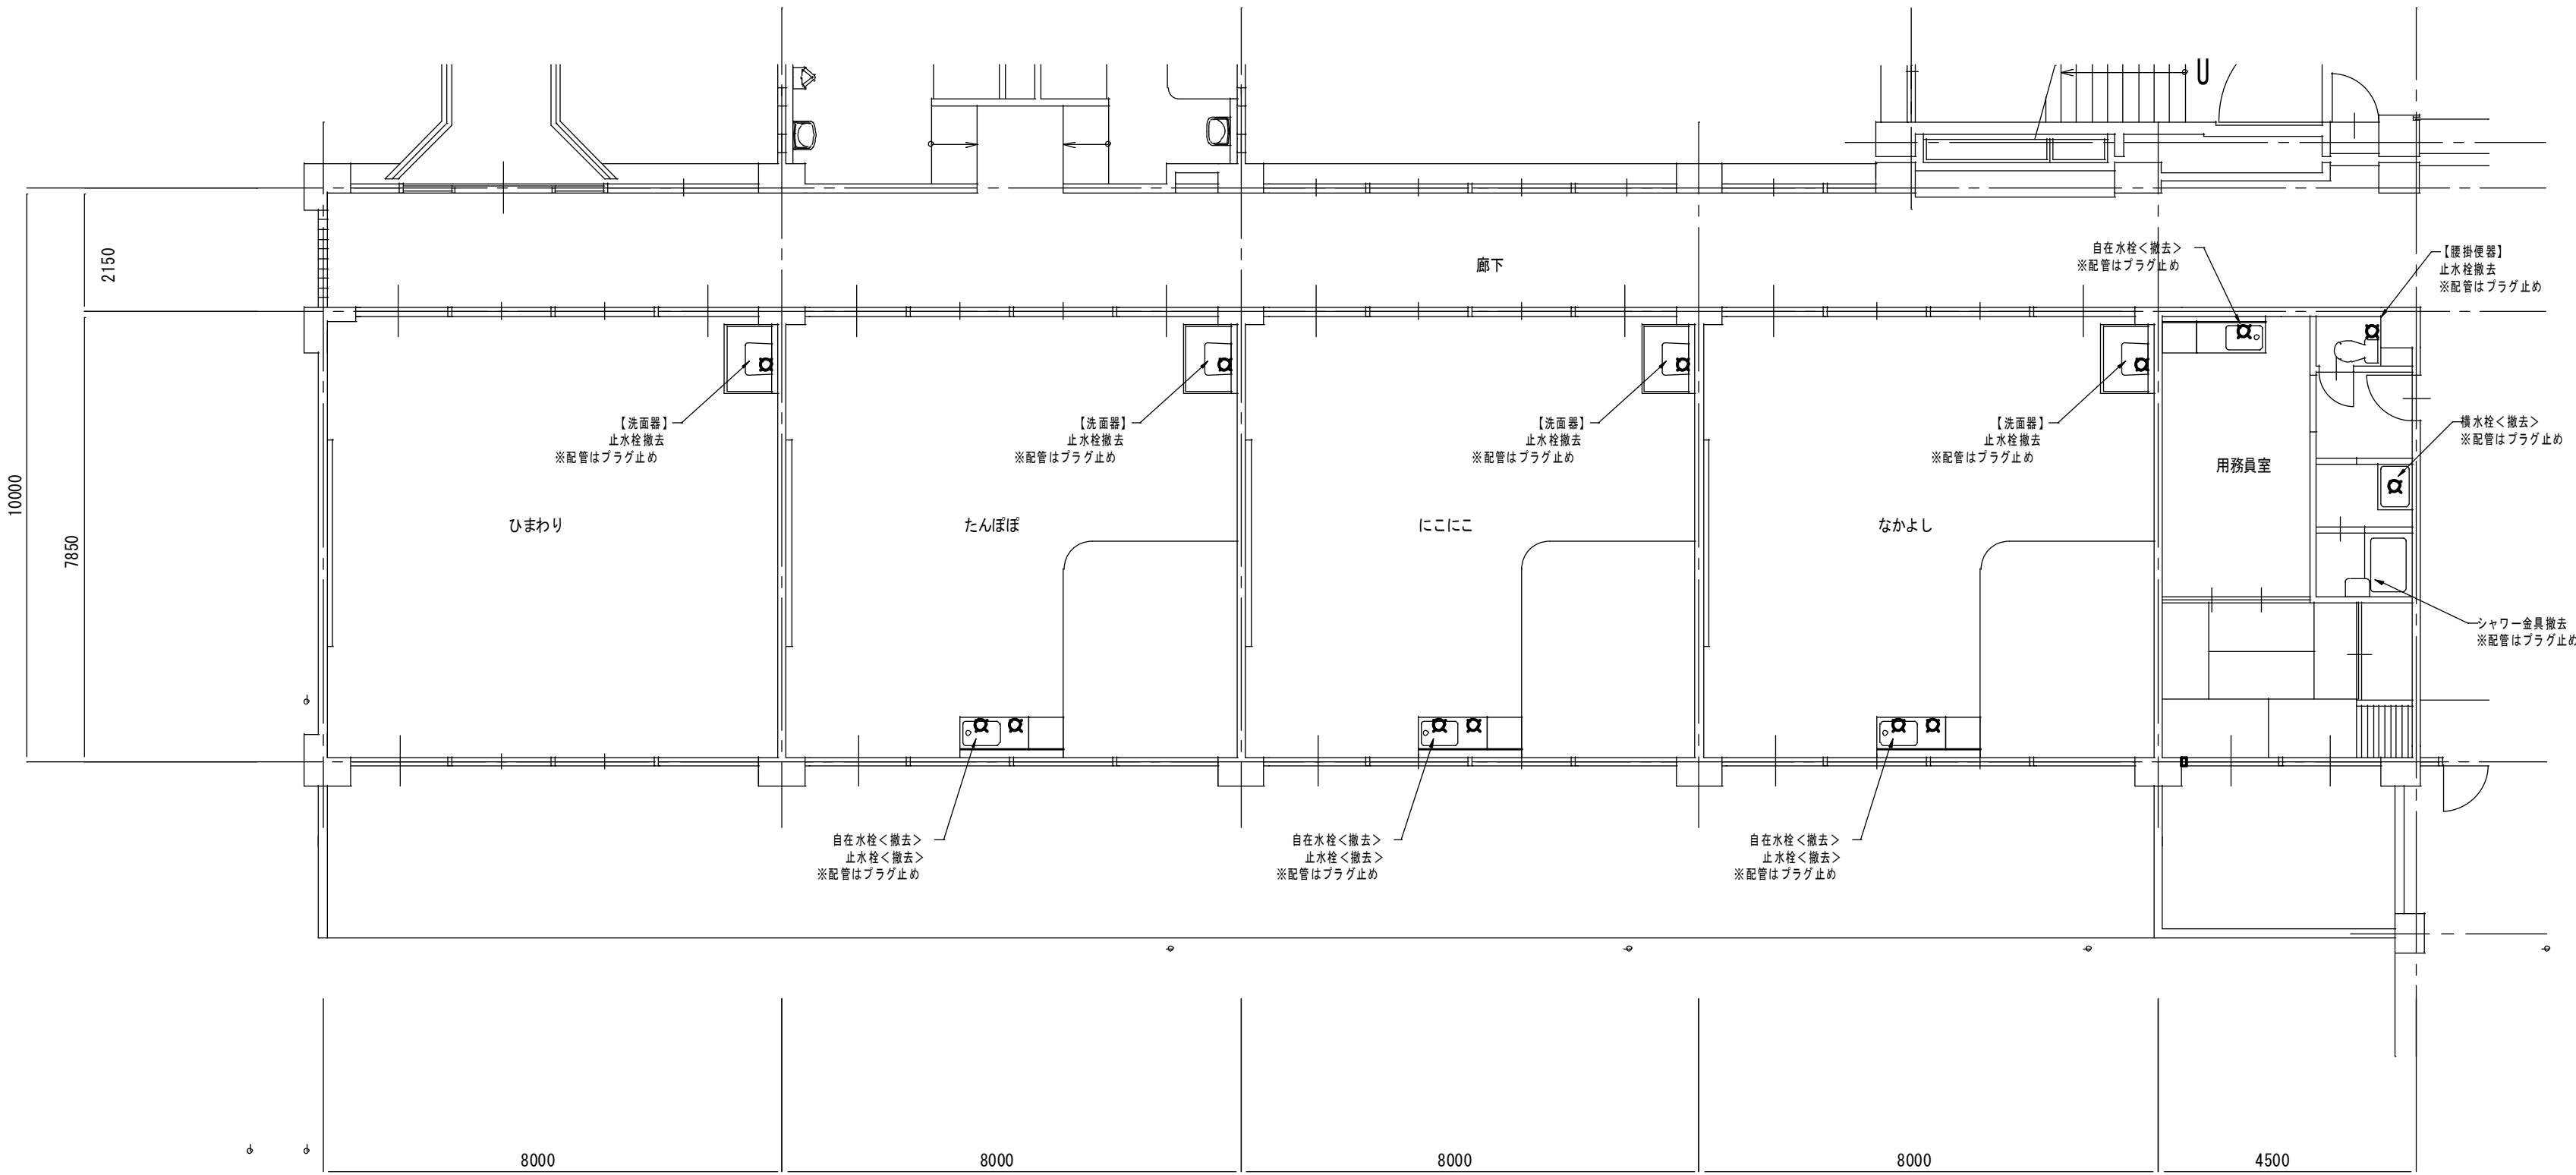 U
2150
10000
7850
廊下
自在水栓<撤去>
※配管はプラグ止め
【腰掛便器】
止水栓撤去
※配管はプラグ止め
【洗面器】
止水栓撤去
※配管はプラグ止め
【洗面器】
止水栓撤去
※配管はプラグ止め
【洗面器】
止水栓撤去
※配管はプラグ止め
【洗面器】
止水栓撤去
※配管はプラグ止め
横水栓<撤去>
※配管はプラグ止め
用務員室
ひまわり
たんぽぽ
にこにこ
なかよし
シャワー金具撤去
※配管はプラグ止め
自在水栓<撤去>
止水栓<撤去>
※配管はプラグ止め
自在水栓<撤去>
止水栓<撤去>
※配管はプラグ止め
自在水栓<撤去>
止水栓<撤去>
※配管はプラグ止め
8000
8000
8000
8000
4500